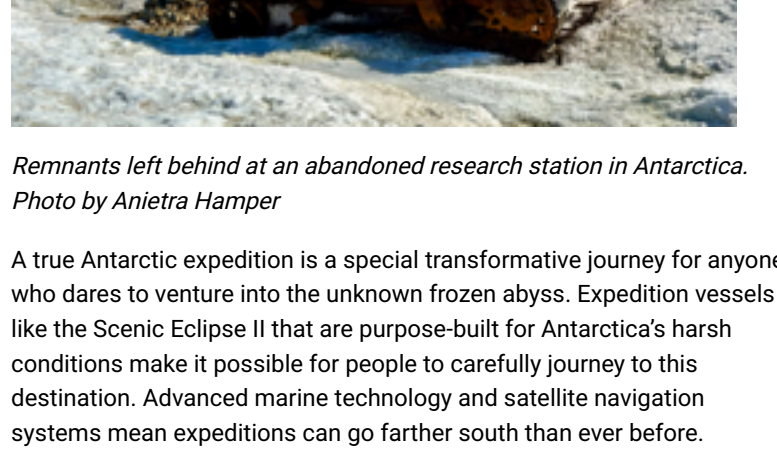 Remnants left behind at an abandoned research station in Antarctica.
Photo by Anietra Hamper
A true Antarctic expedition is a special transformative journey for anyone
who dares to venture into the unknown frozen abyss. Expedition vessels
like the Scenic Eclipse II that are purpose-built for Antarctica’s harsh
conditions make it possible for people to carefully journey to this
destination. Advanced marine technology and satellite navigation
systems mean expeditions can go farther south than ever before.